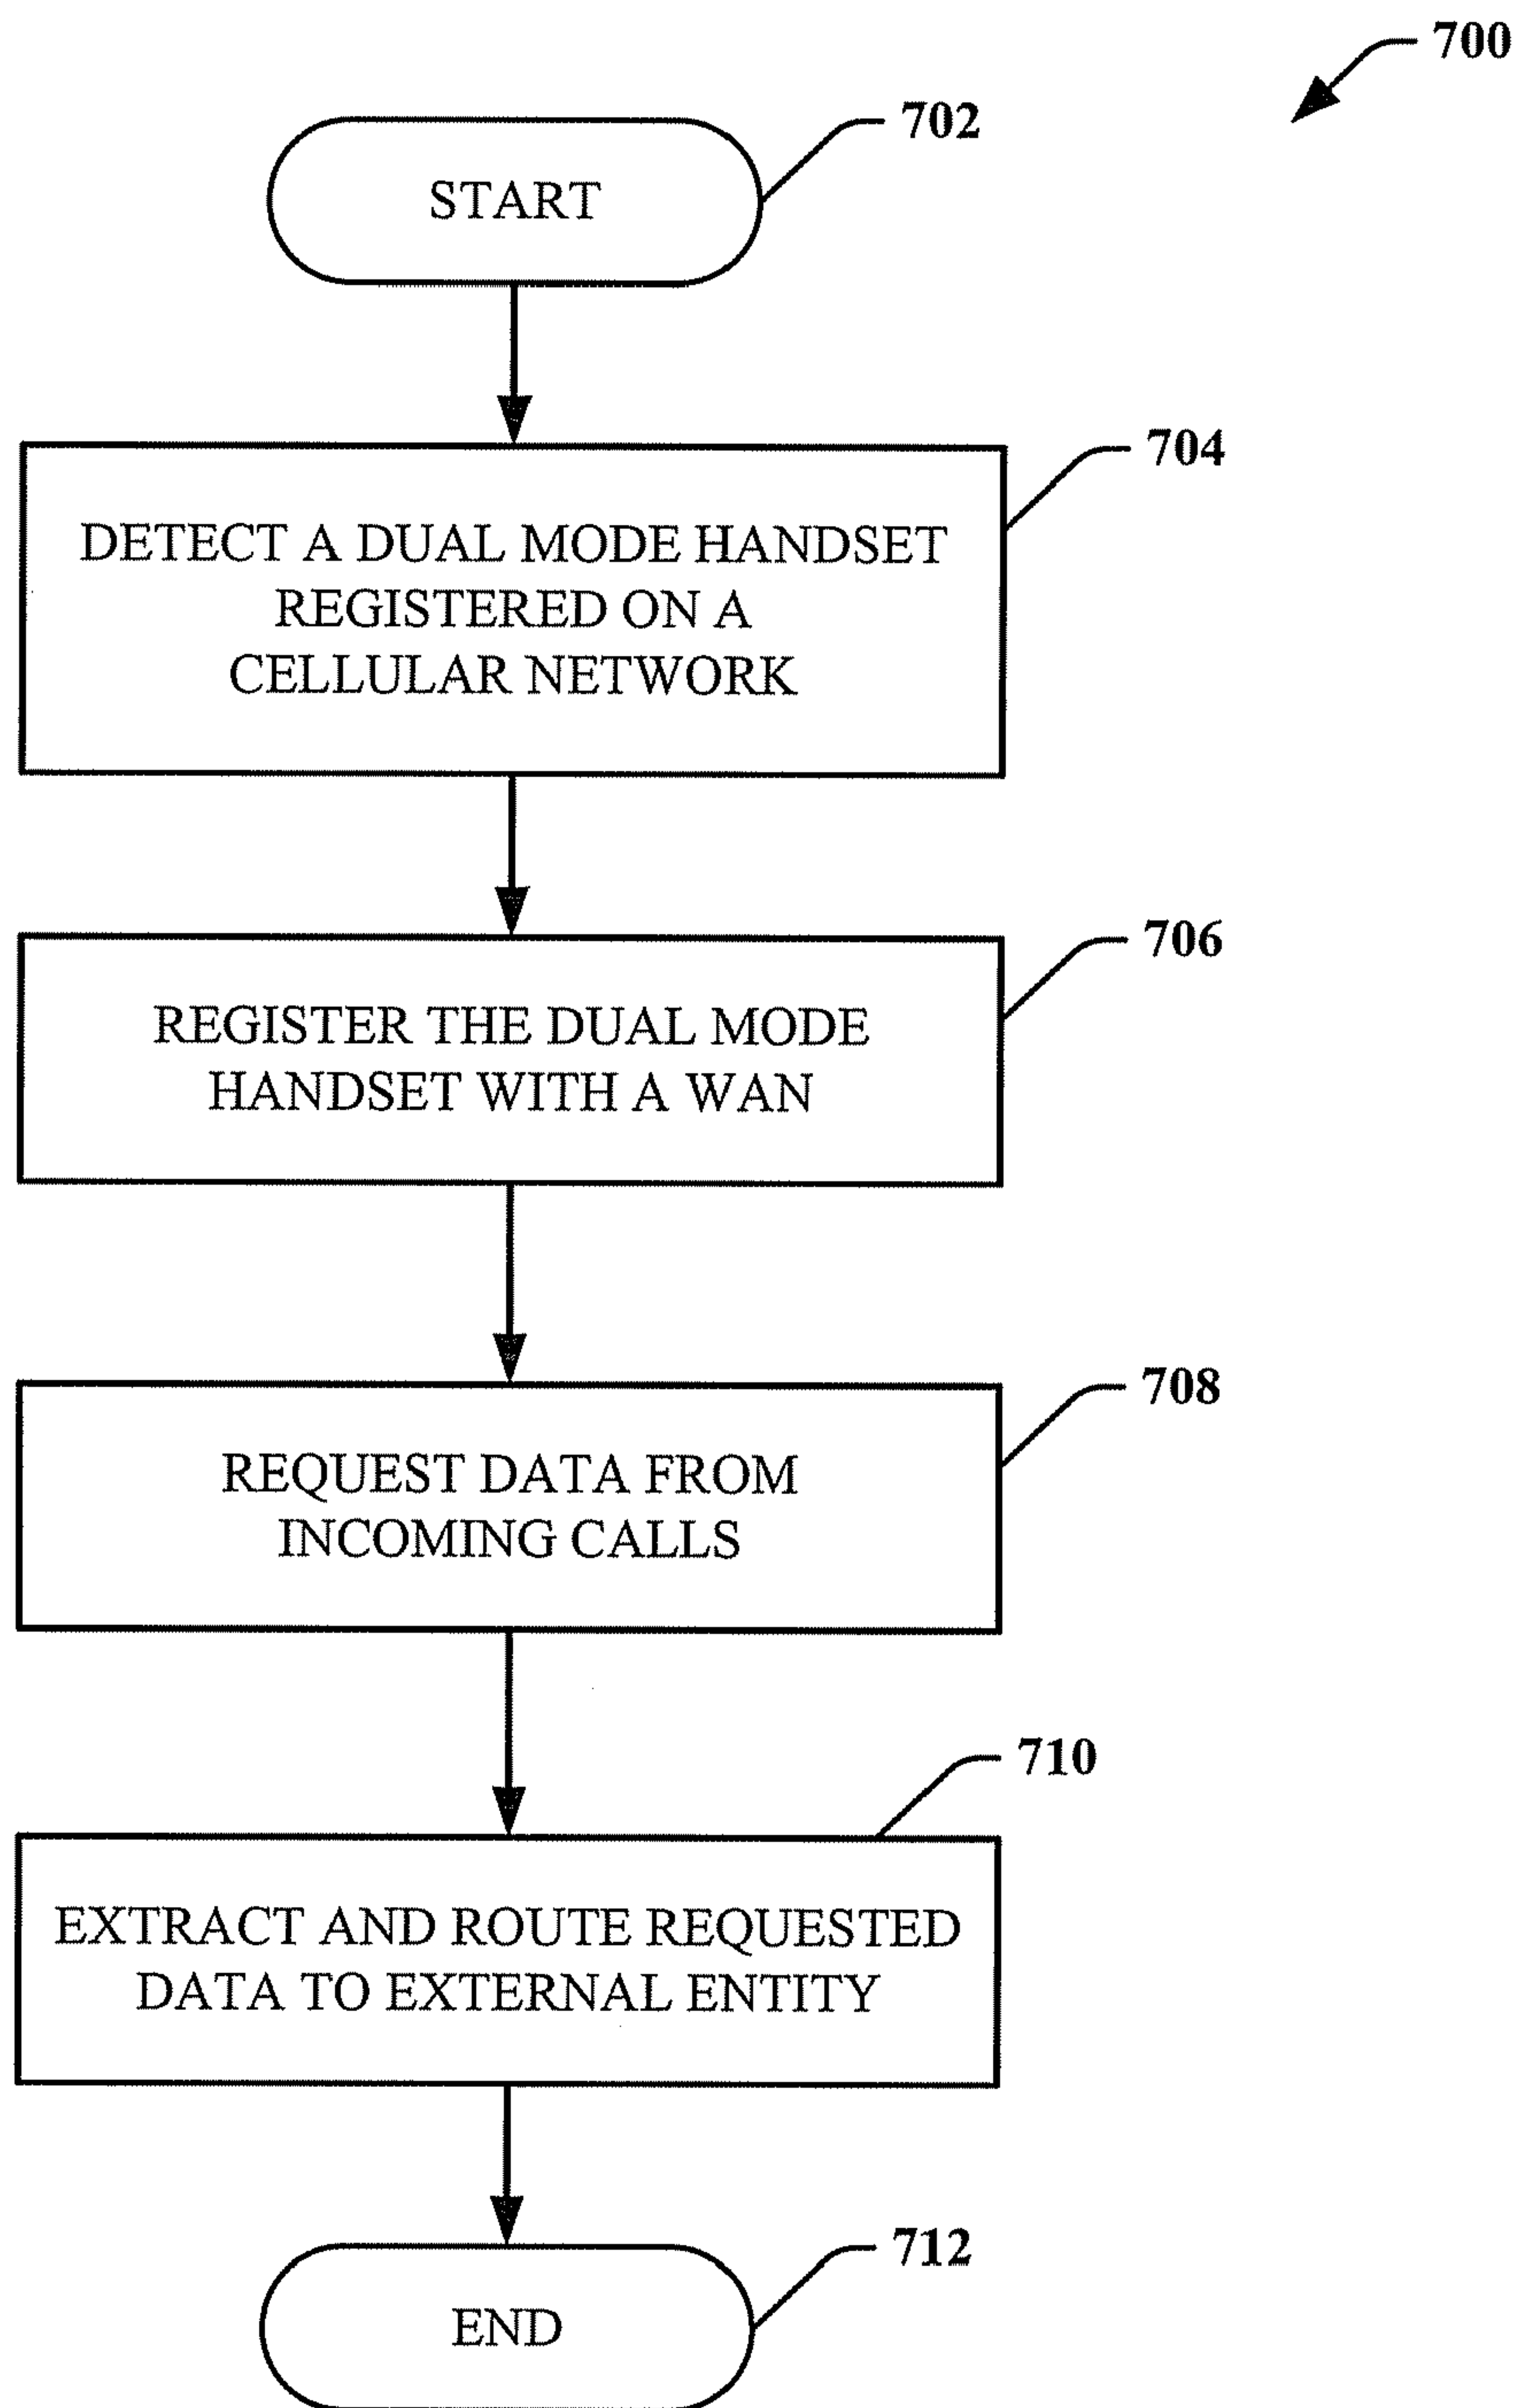 700
702
START
704
DETECT A DUAL MODE HANDSET
REGISTERED ON A
CELLULAR NETWORK
706
REGISTER THE DUAL MODE
HANDSET WITH A WAN
708
REQUEST DATA FROM
INCOMING CALLS
710
EXTRACT AND ROUTE REQUESTED
DATA TO EXTERNAL ENTITY
712
END